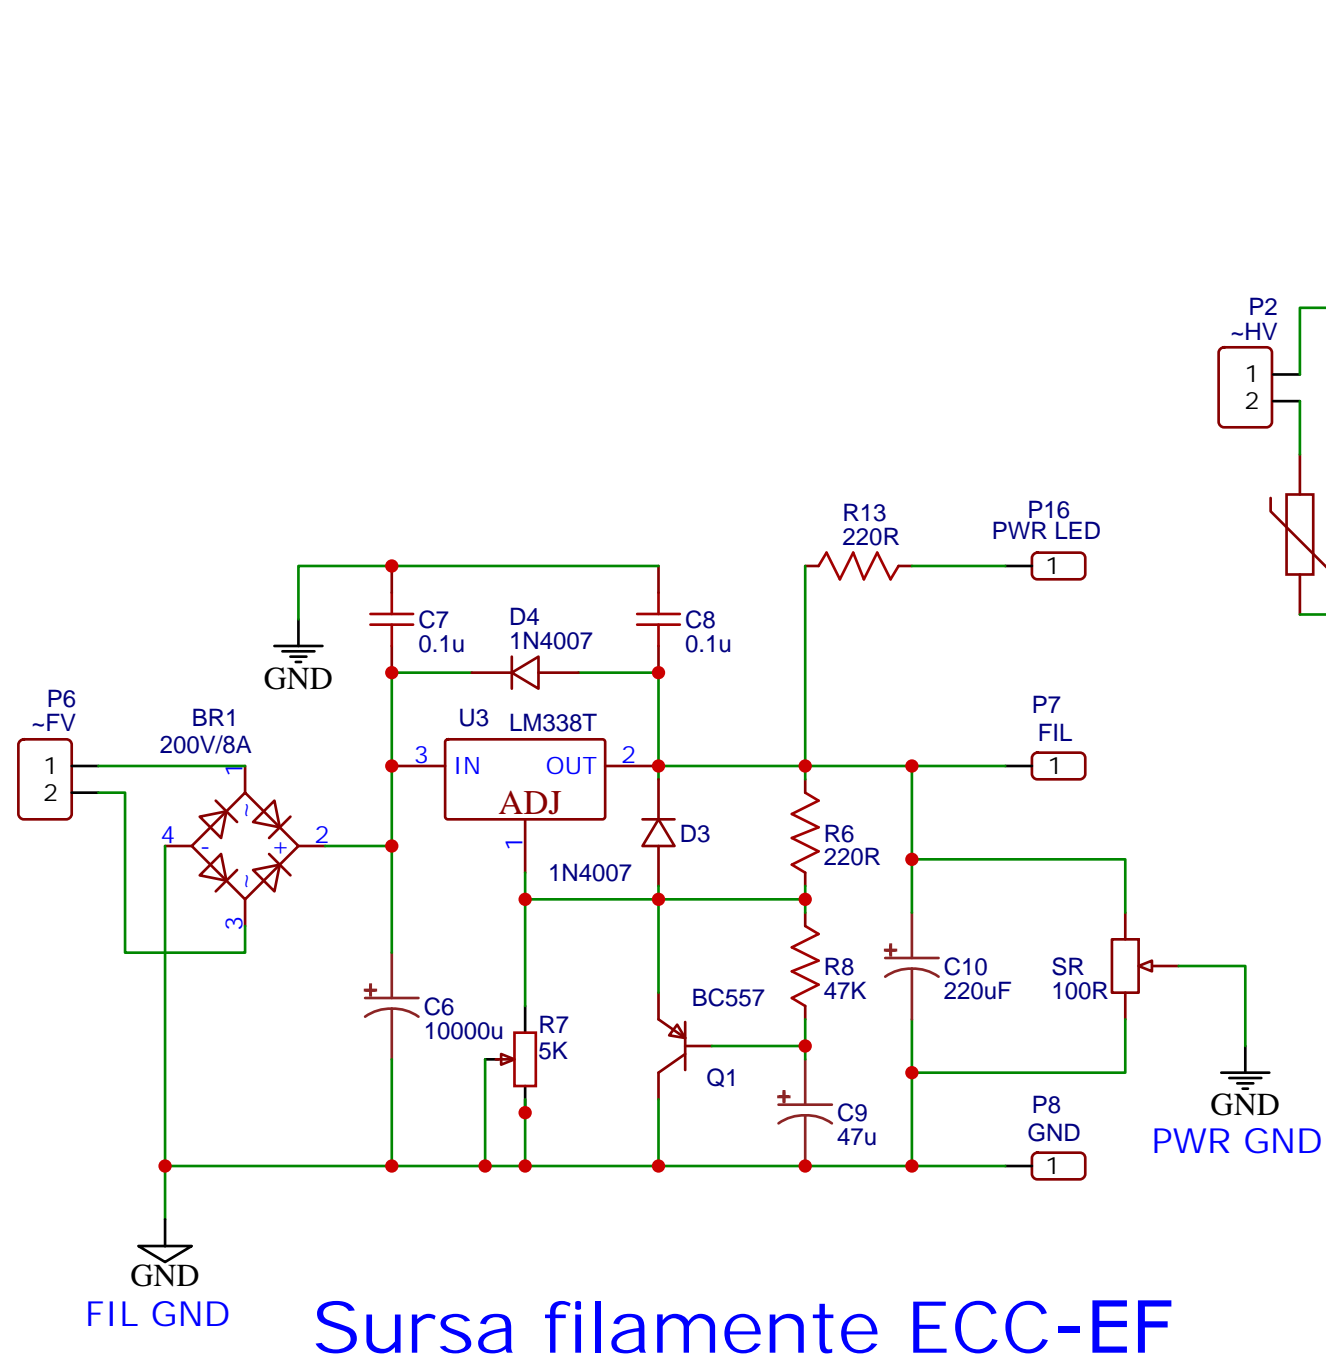 P2
~HV
1
2
R13
220R
P16
PWR LED
1
C7
0.1u
D4
1N4007
C8
0.1u
GND
P6
~FV
1
2
BR1
200V/8A
1
~
4
-
+
2
~
3
U3
LM338T
3
IN
OUT
2
ADJ
1
P7
FIL
1
D3
1N4007
R6
220R
R8
47K
C10
220uF
SR
100R
BC557
Q1
C6
10000u
R7
5K
C9
47u
GND
PWR GND
P8
GND
1
GND
FIL GND
Sursa filamente ECC-EF